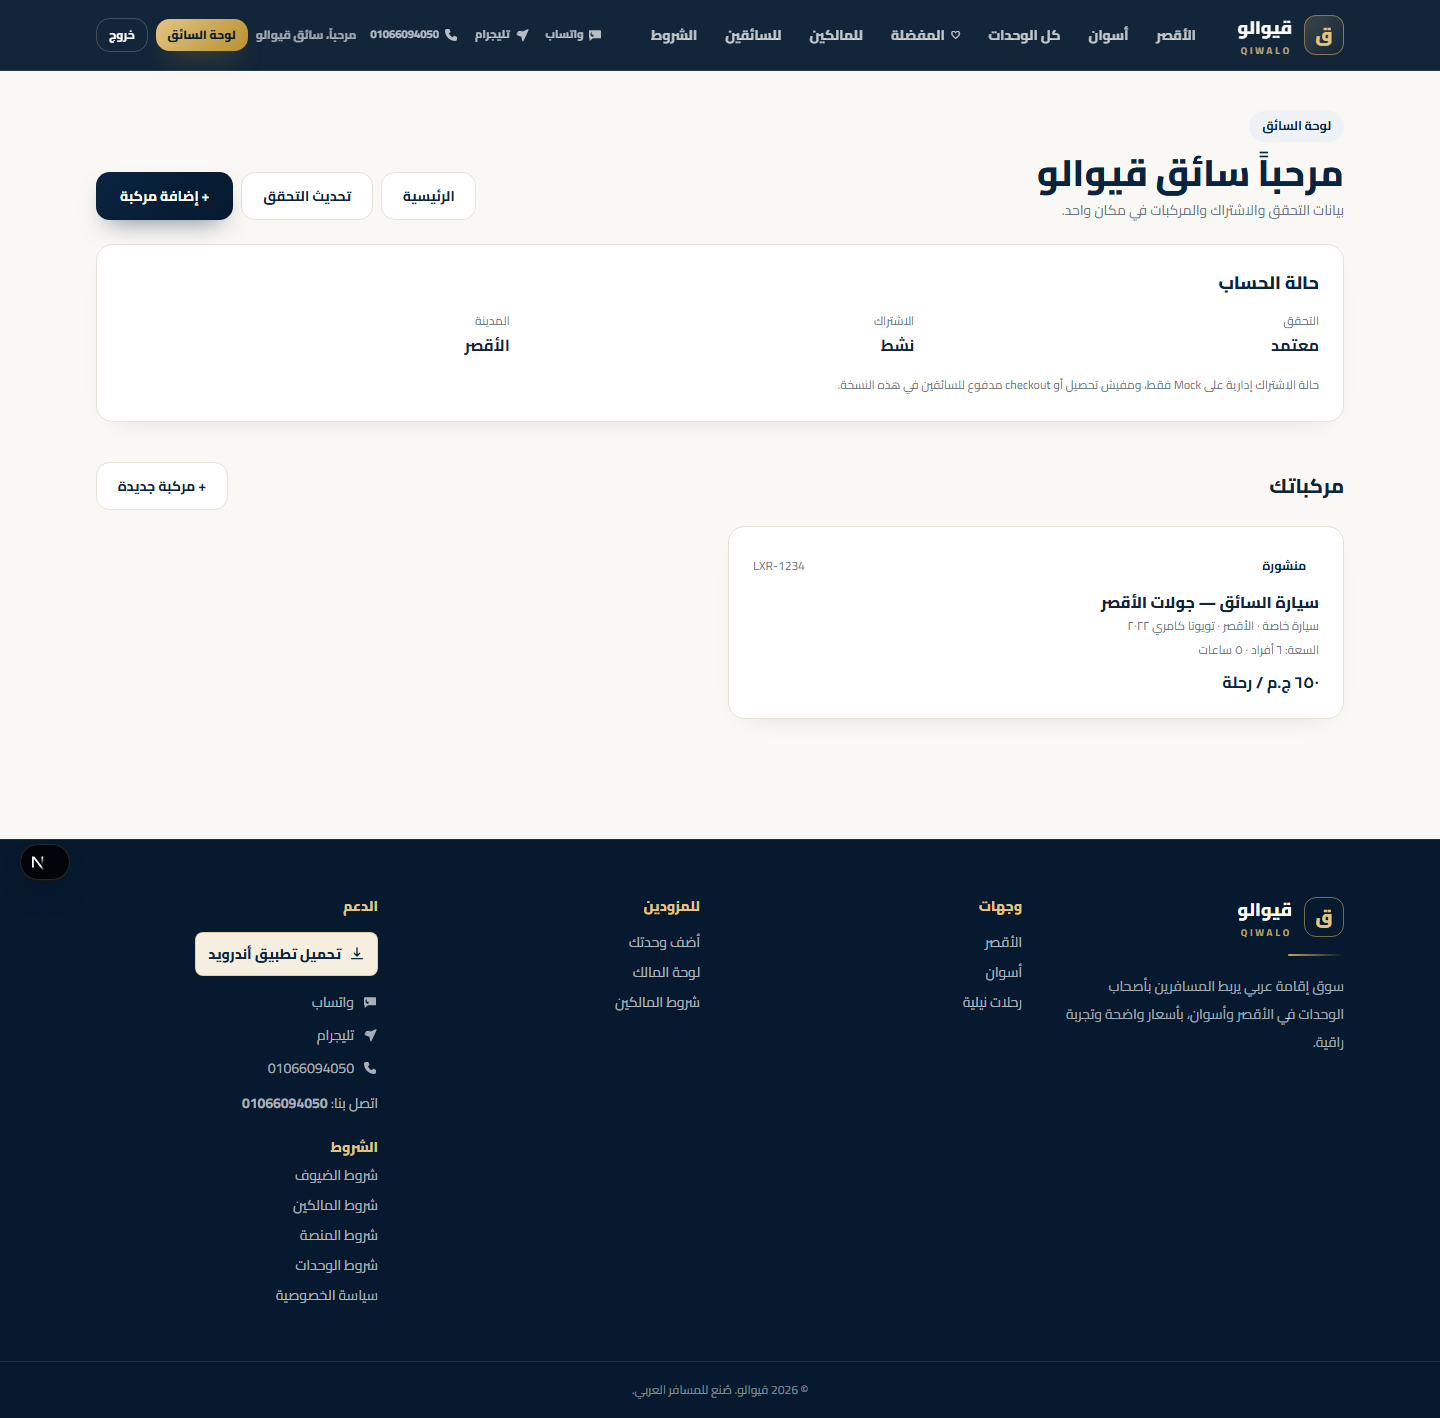 ق
قيوالو
QIWALO
الأقصر
أسوان
كل الوحدات
المفضلة
للمالكين
للسائقين
الشروط
واتساب
تليجرام
01066094050
مرحباً، سائق قيوالو
لوحة السائق
خروج
لوحة السائق
مرحباً سائق قيوالو
بيانات التحقق والاشتراك والمركبات في مكان واحد.
الرئيسية
تحديث التحقق
+ إضافة مركبة
حالة الحساب
التحقق
معتمد
الاشتراك
نشط
المدينة
الأقصر
حالة الاشتراك إدارية على Mock فقط، ومفيش تحصيل أو checkout مدفوع للسائقين في هذه النسخة.
مركباتك
+ مركبة جديدة
منشورة
LXR-1234
سيارة السائق — جولات الأقصر
سيارة خاصة · الأقصر · تويوتا كامري ٢٠٢٢
السعة: ٦ أفراد · ٥ ساعات
٦٥٠ ج.م / رحلة
N
ق
قيوالو
QIWALO
سوق إقامة عربي يربط المسافرين بأصحاب
الوحدات في الأقصر وأسوان، بأسعار واضحة وتجربة
راقية.
وجهات
الأقصر
أسوان
رحلات نيلية
للمزودين
أضف وحدتك
لوحة المالك
شروط المالكين
الدعم
تحميل تطبيق أندرويد
واتساب
تليجرام
01066094050
اتصل بنا: 01066094050
الشروط
شروط الضيوف
شروط المالكين
شروط المنصة
شروط الوحدات
سياسة الخصوصية
© 2026 قيوالو. صُنع للمسافر العربي.